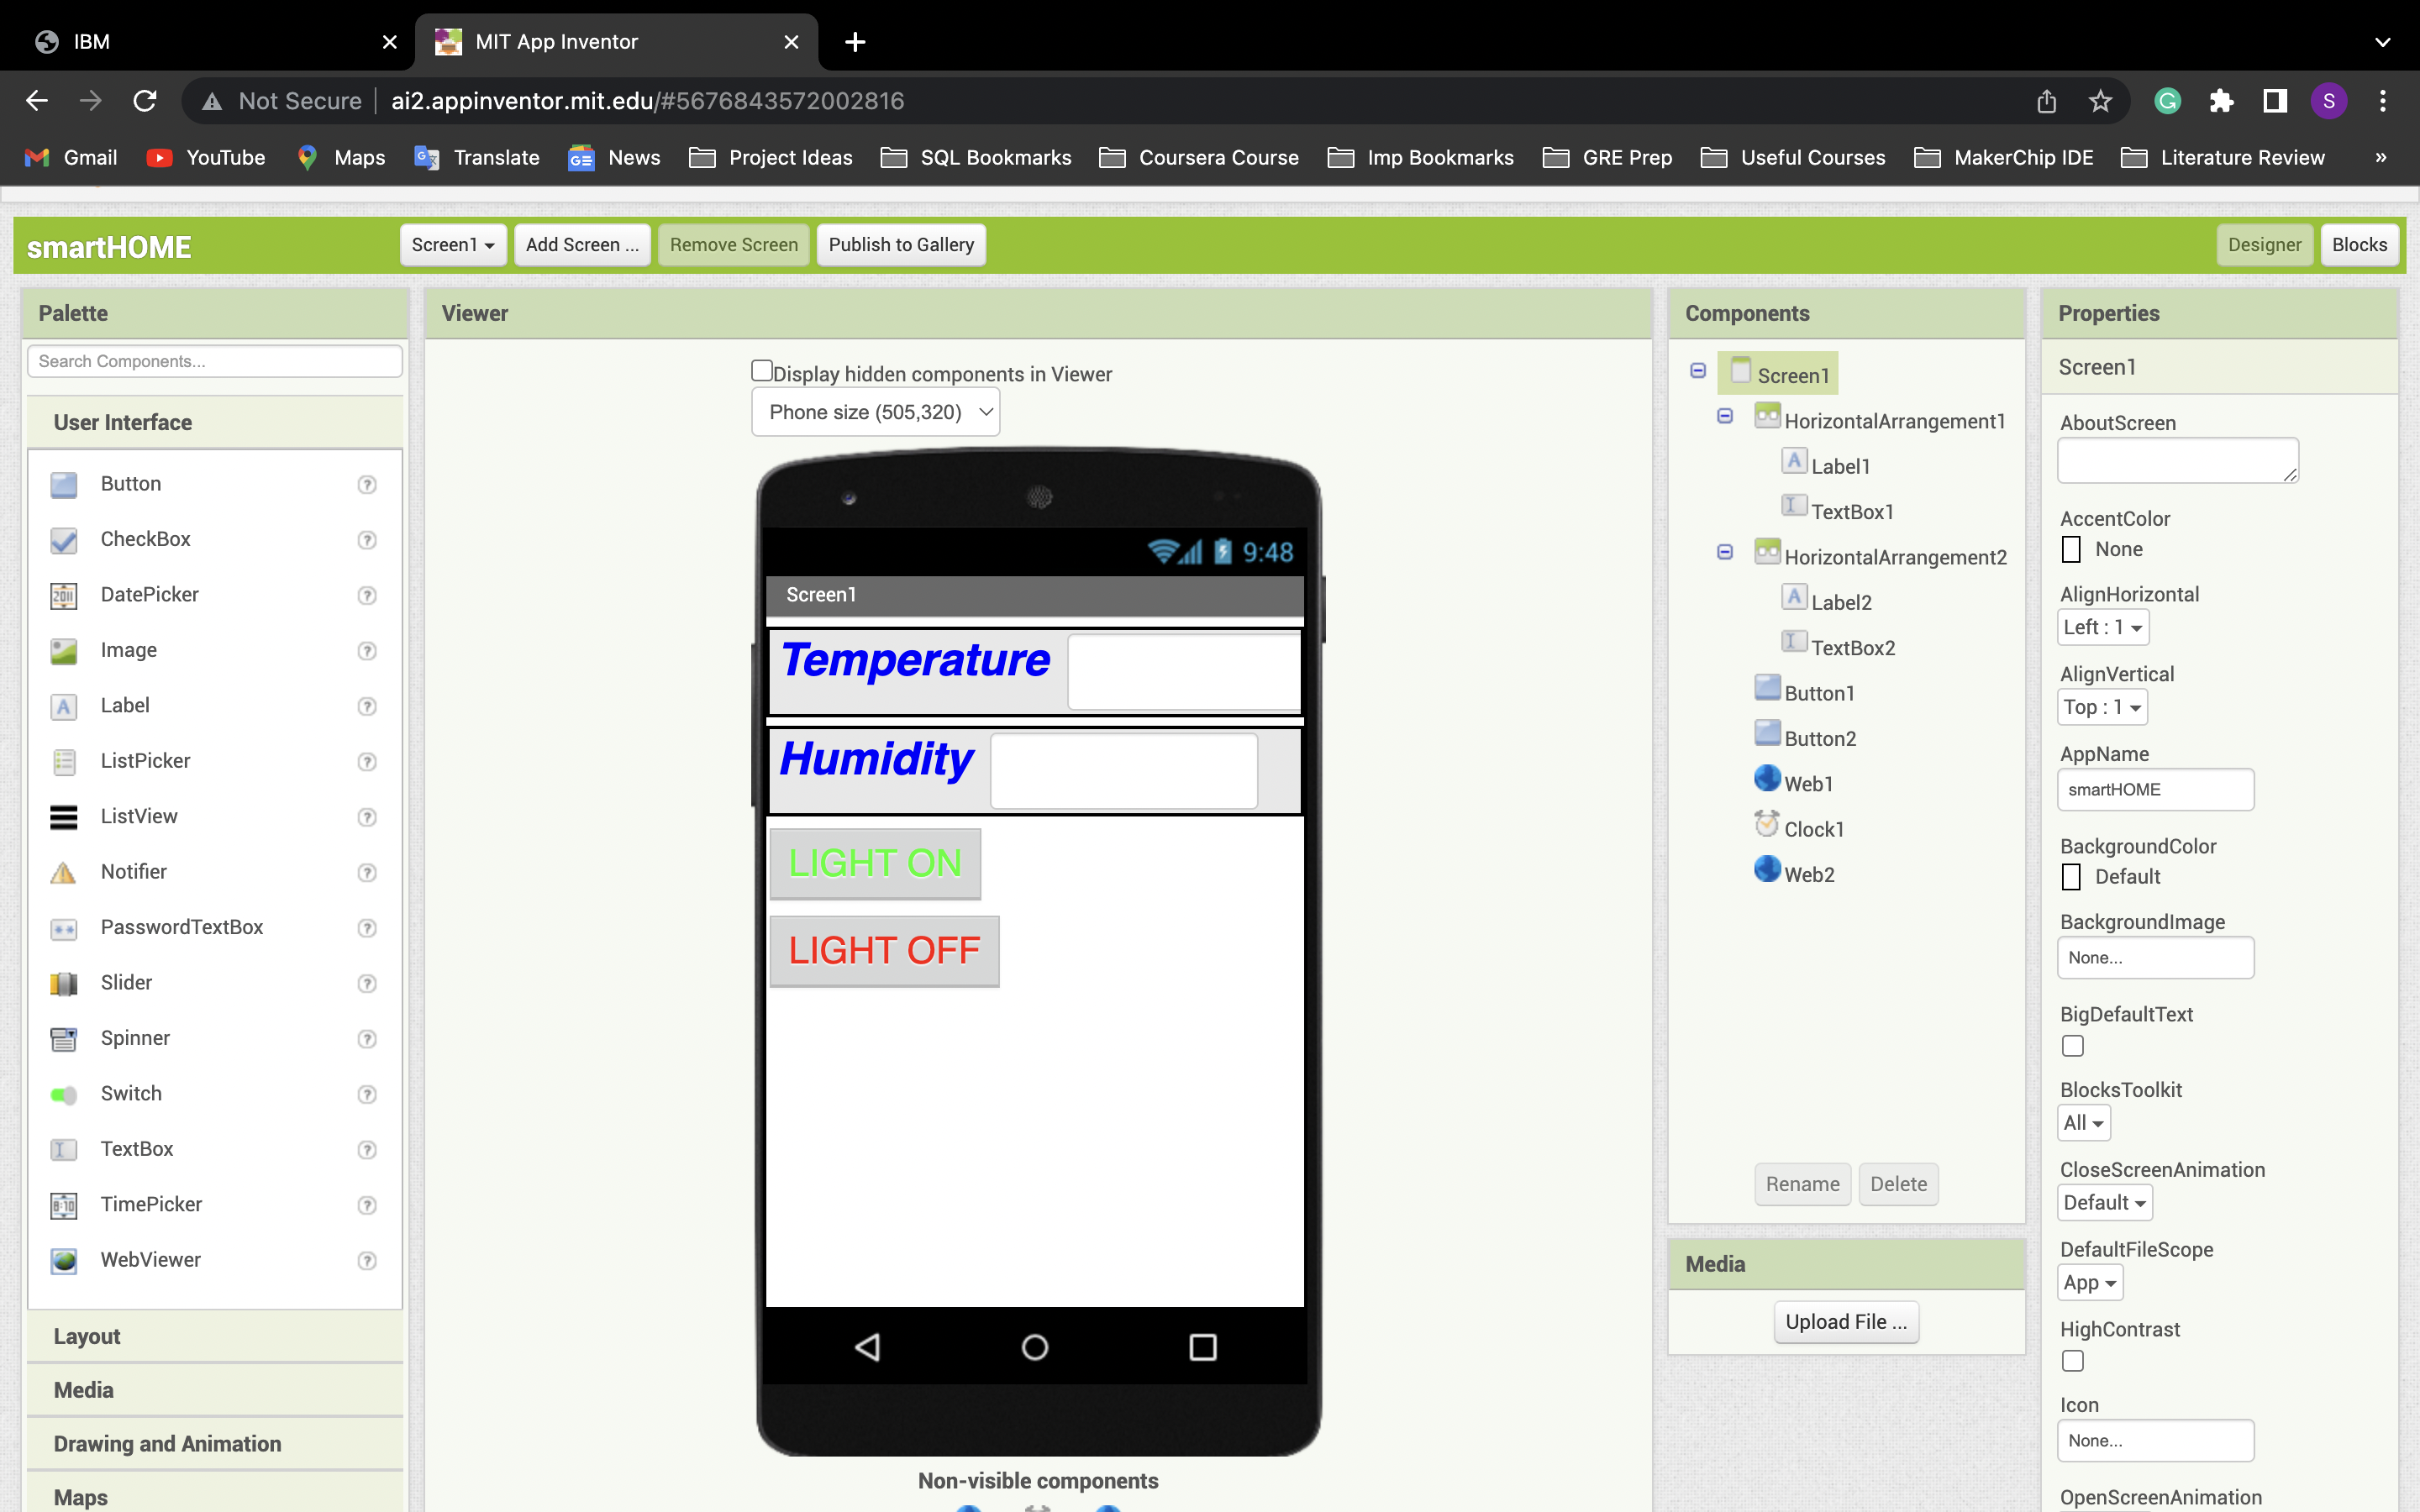 IBM
MIT App Inventor
Not Secure
ai2.appinventor.mit.edu/#5676843572002816
S
Gmail
YouTube
Maps
Translate
News
Project Ideas
SQL Bookmarks
Coursera Course
Imp Bookmarks
GRE Prep
Useful Courses
MakerChip IDE
Literature Review
»
smartHOME
Screen1
Add Screen ...
Remove Screen
Publish to Gallery
Designer
Blocks
Palette
Search Components...
User Interface
Button
CheckBox
DatePicker
Image
Label
ListPicker
ListView
Notifier
PasswordTextBox
Slider
Spinner
Switch
TextBox
TimePicker
WebViewer
Layout
Media
Drawing and Animation
Maps
Viewer
Display hidden components in Viewer
Phone size (505,320)
9:48
Screen1
Temperature
Humidity
LIGHT ON
LIGHT OFF
Non-visible components
Components
Screen1
HorizontalArrangement1
Label1
TextBox1
HorizontalArrangement2
Label2
TextBox2
Button1
Button2
Web1
Clock1
Web2
Rename
Delete
Media
Upload File ...
Properties
Screen1
AboutScreen
AccentColor
None
AlignHorizontal
Left : 1
AlignVertical
Top : 1
AppName
smartHOME
BackgroundColor
Default
BackgroundImage
None...
BigDefaultText
BlocksToolkit
All
CloseScreenAnimation
Default
DefaultFileScope
App
HighContrast
Icon
None...
OpenScreenAnimation